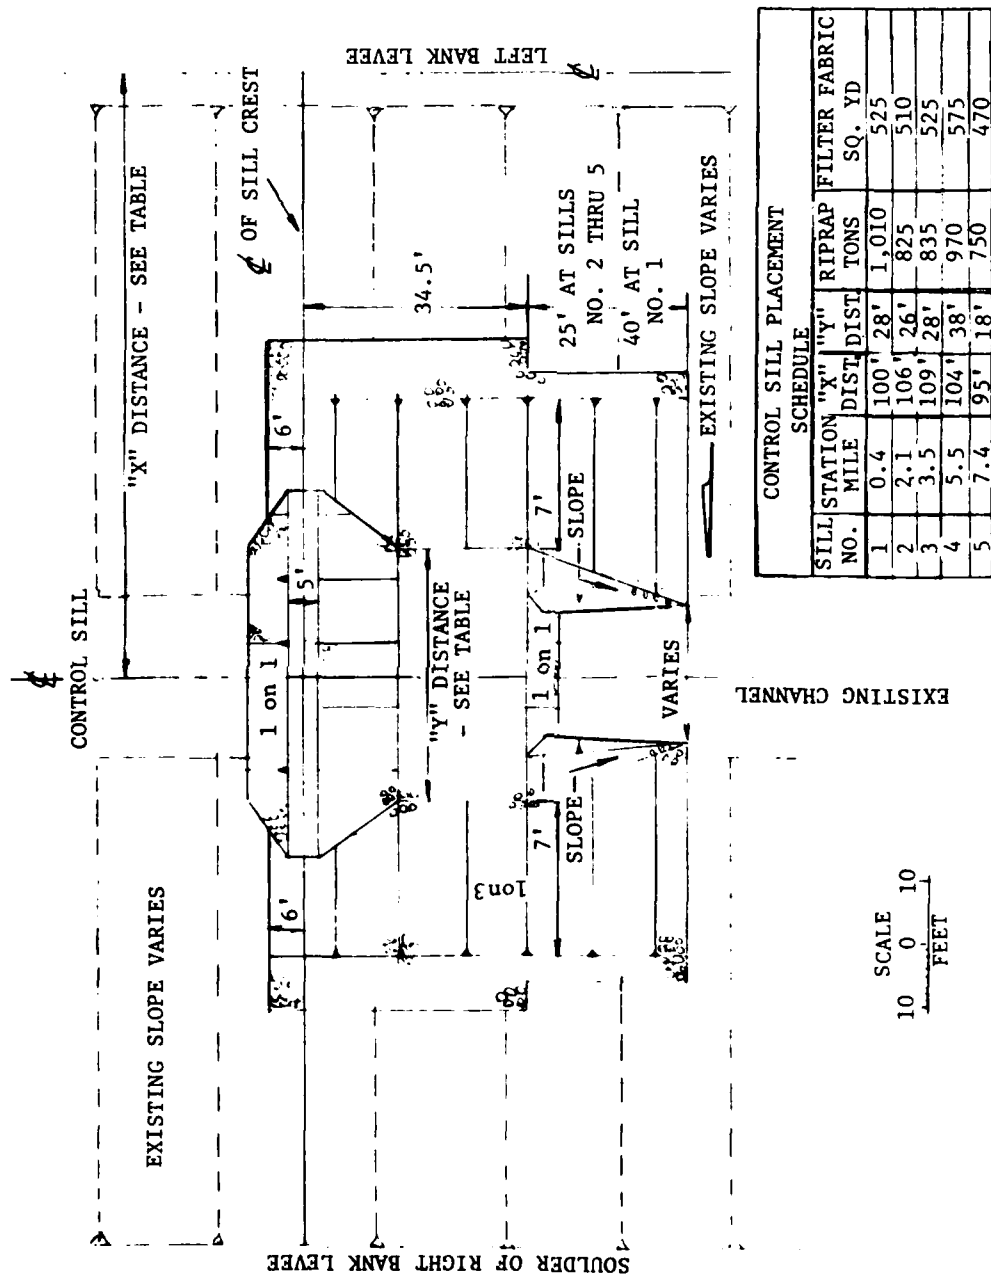 CONTROL SILL
"X" DISTANCE - SEE TABLE
LEFT BANK LEVEE
℄
℄
℄ OF SILL CREST
EXISTING SLOPE VARIES
6'
6'
5'
1 on 1
34.5'
"Y" DISTANCE
- SEE TABLE
25' AT SILLS
NO. 2 THRU 5
40' AT SILL
NO. 1
1on3
7'
7'
SLOPE
SLOPE
1 on 1
VARIES
EXISTING SLOPE VARIES
EXISTING CHANNEL
SOULDER OF RIGHT BANK LEVEE
SCALE
10 0 10
FEET
CONTROL SILL PLACEMENT
SCHEDULE
SILL STATION "X" "Y" RIPRAP FILTER FABRIC
NO. MILE DIST. DIST. TONS SQ. YD
1 0.4 100' 28' 1,010 525
2 2.1 106' 26' 825 510
3 3.5 109' 28' 835 525
4 5.5 104' 38' 970 575
5 7.4 95' 18' 750 470